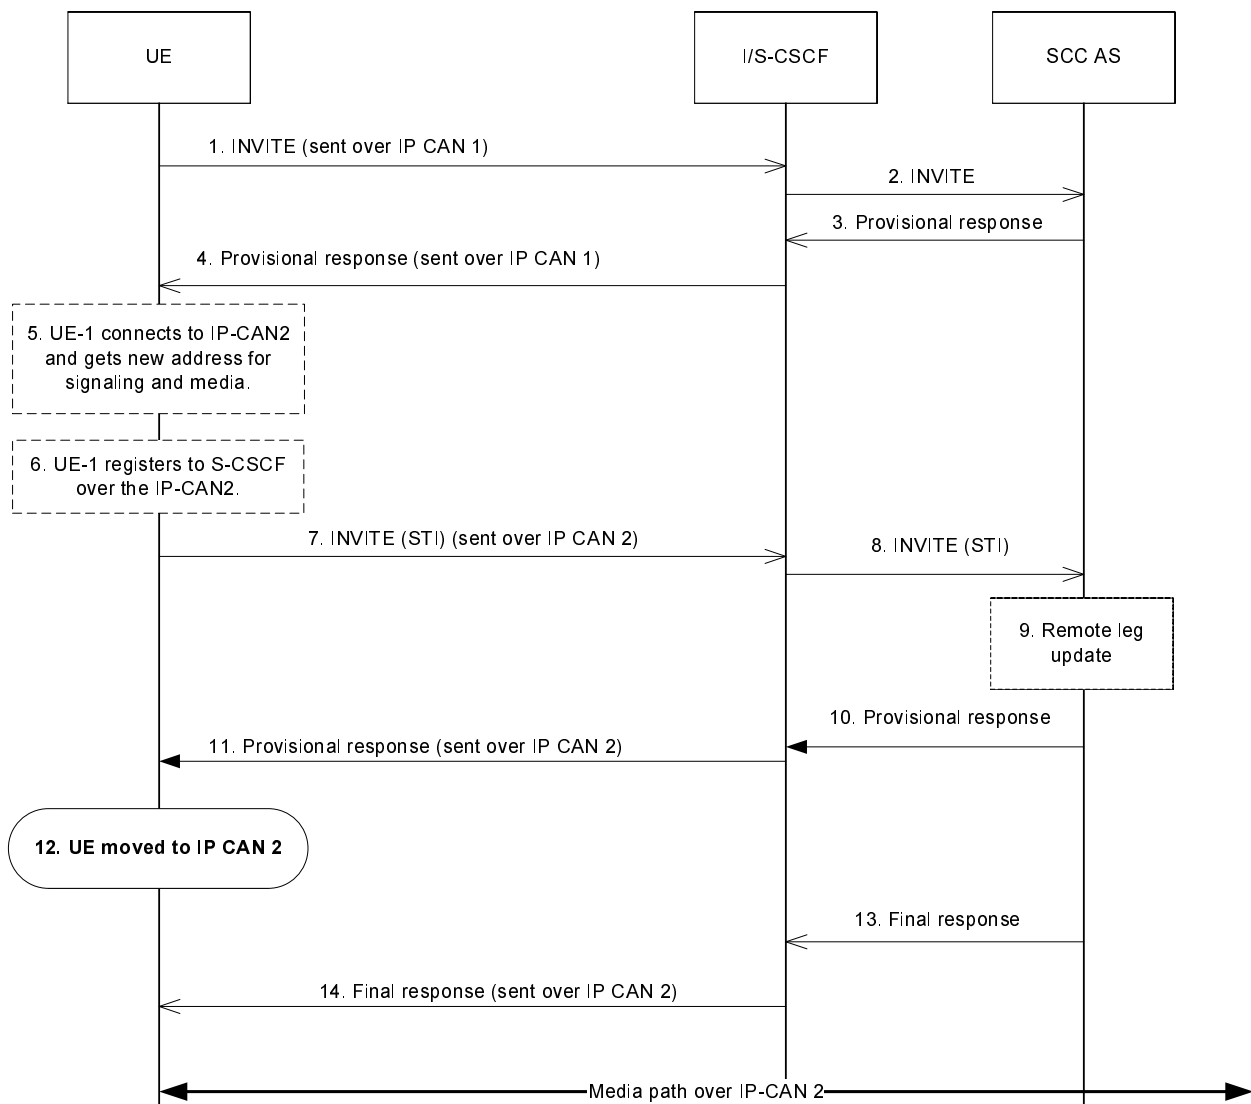 UE
I/S-CSCF
SCC AS
1. INVITE (sent over IP CAN 1)
2. INVITE
3. Provisional response
4. Provisional response (sent over IP CAN 1)
5. UE-1 connects to IP-CAN2
and gets new address for
signaling and media.
6. UE-1 registers to S-CSCF
over the IP-CAN2.
7. INVITE (STI) (sent over IP CAN 2)
8. INVITE (STI)
9. Remote leg
update
10. Provisional response
11. Provisional response (sent over IP CAN 2)
12. UE moved to IP CAN 2
13. Final response
14. Final response (sent over IP CAN 2)
Media path over IP-CAN 2